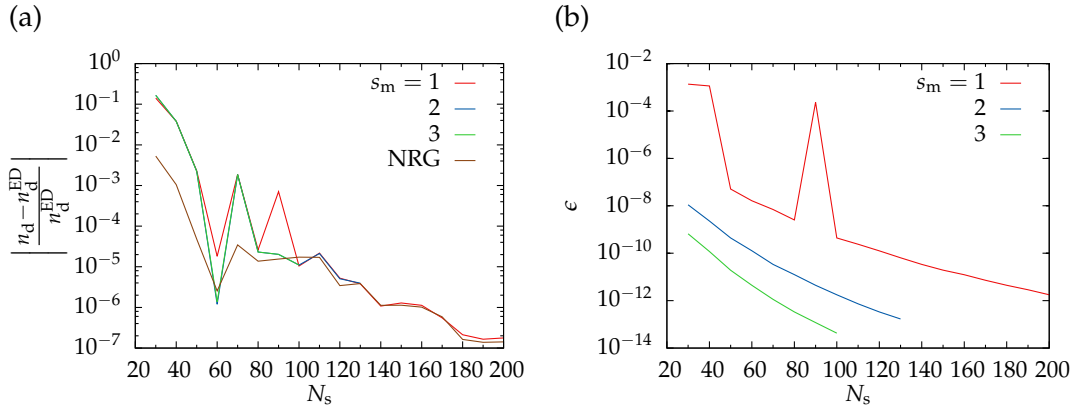 (a)
(b)
10^0
10^-1
10^-2
10^-3
10^-4
10^-5
10^-6
10^-7
| (n_d − n_d^ED) / n_d^ED |
s_m = 1
2
3
NRG
20 40 60 80 100 120 140 160 180 200
N_s
10^-2
10^-4
10^-6
10^-8
10^-10
10^-12
10^-14
ϵ
s_m = 1
2
3
20 40 60 80 100 120 140 160 180 200
N_s